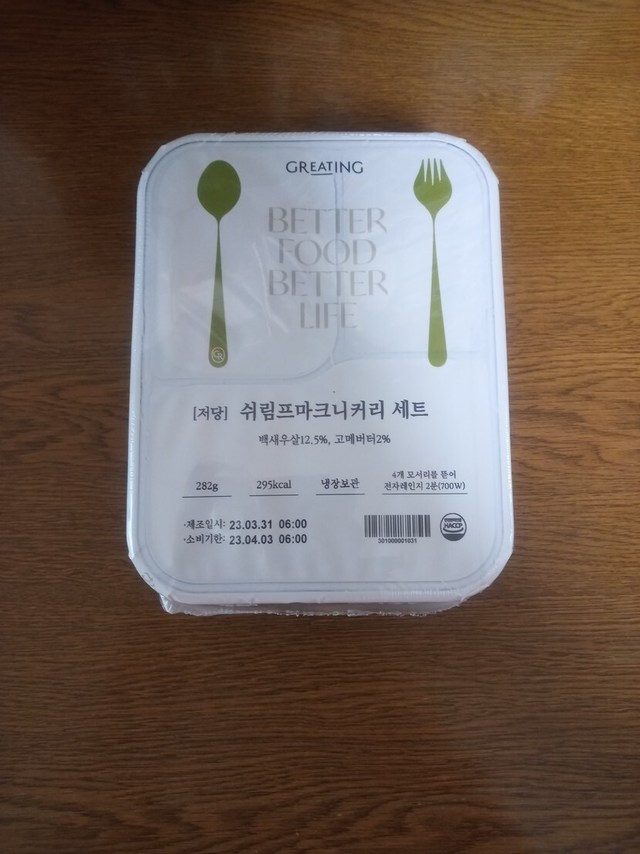 GREATING
BETTER
FOOD
BETTER
LIFE
[저당] 쉬림프마크니커리 세트
백새우살12.5%, 고메버터2%
282g
295kcal
냉장보관
4개 모서리를 뜯어
전자레인지 2분(700W)
·제조일시: 23.03.31 06:00
·소비기한: 23.04.03 06:00
301000001031
HACCP